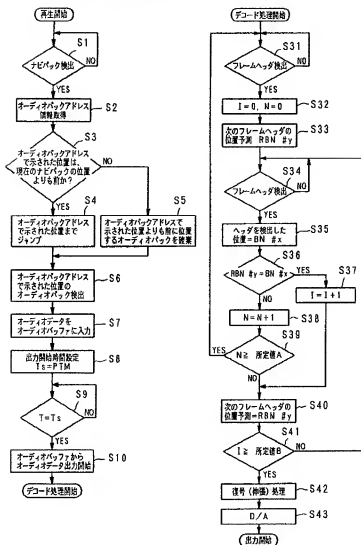 再生開始
S1
ナビパック検出
NO
YES
S2
オーディオパックアドレス
情報取得
S3
オーディオパックアドレス
で示された位置は、
現在のナビパックの位置
よりも前か?
NO
YES
S4
オーディオパックアドレス
で示された位置まで
ジャンプ
S5
オーディオパックアドレスで
示された位置よりも前に位置
するオーディオパックを破棄
S6
オーディオパックアドレス
で示された位置の
オーディオパック検出
S7
オーディオデータを
オーディオバッファに入力
S8
出力開始時間設定
Ts=PTM
S9
T=Ts
NO
YES
S10
オーディオバッファから
オーディオデータ出力開始
デコード処理開始
デコード処理開始
S31
フレームヘッダ検出
NO
YES
S32
I=0, N=0
S33
次のフレームヘッダの
位置予測 RBN #y
S34
フレームヘッダ検出
NO
YES
S35
ヘッダを検出した
位置=BN #x
S36
RBN #y=BN #x
YES
S37
I=I+1
NO
S38
N=N+1
S39
N≧ 所定値A
YES
NO
S40
次のフレームヘッダの
位置予測=RBN #y
S41
I≧ 所定値B
NO
YES
S42
復号(伸張)処理
S43
D/A
出力開始